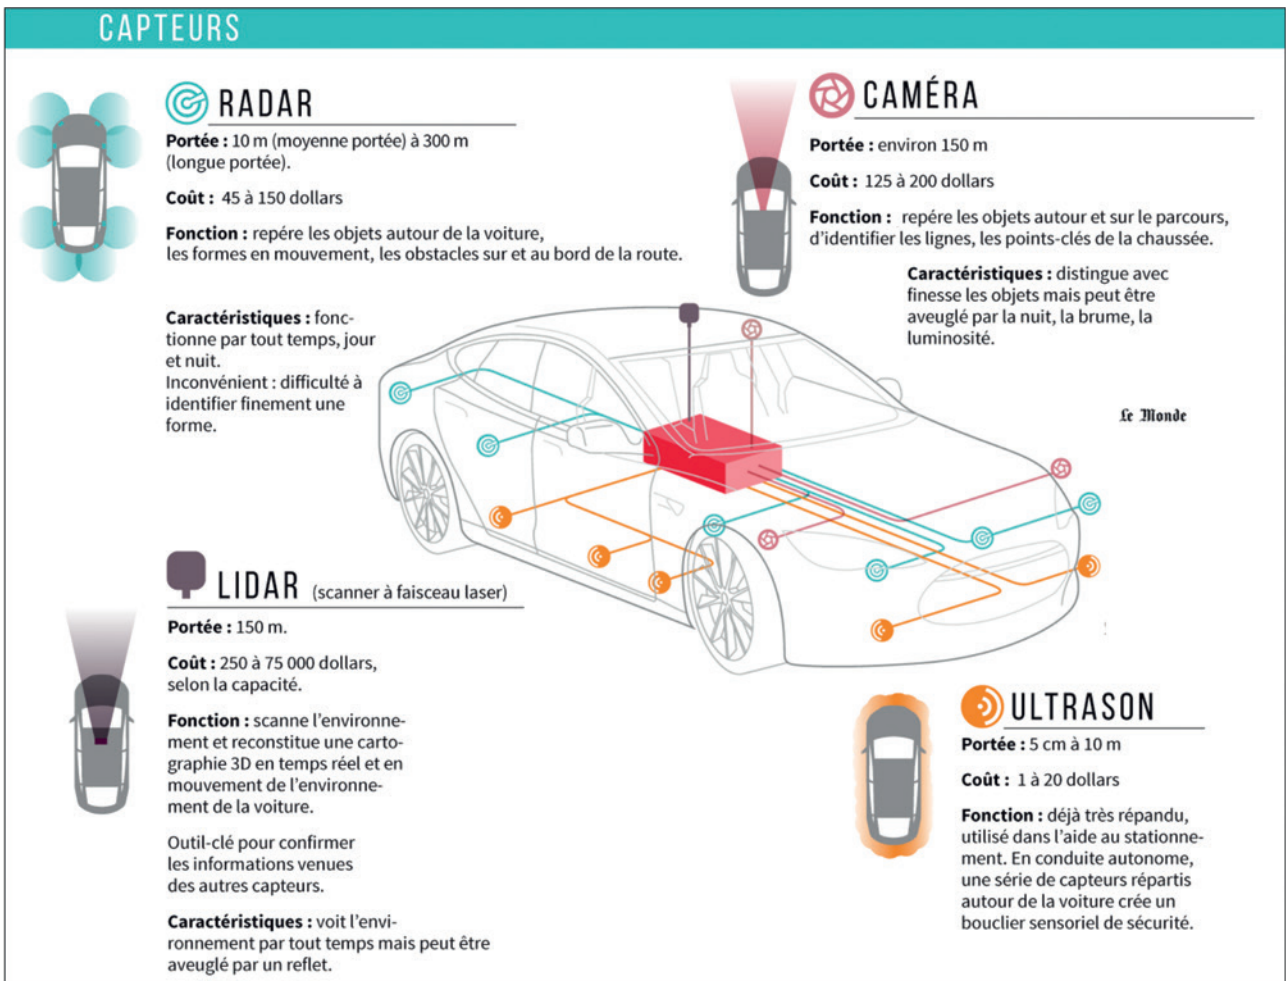 CAPTEURS
RADAR
Portée : 10 m (moyenne portée) à 300 m
(longue portée).
Coût : 45 à 150 dollars
Fonction : repére les objets autour de la voiture,
les formes en mouvement, les obstacles sur et au bord de la route.
Caractéristiques : fonc-
tionne par tout temps, jour
et nuit.
Inconvénient : difficulté à
identifier finement une
forme.
CAMÉRA
Portée : environ 150 m
Coût : 125 à 200 dollars
Fonction : repére les objets autour et sur le parcours,
d'identifier les lignes, les points-clés de la chaussée.
Caractéristiques : distingue avec
finesse les objets mais peut être
aveuglé par la nuit, la brume, la
luminosité.
Le Monde
LIDAR (scanner à faisceau laser)
Portée : 150 m.
Coût : 250 à 75 000 dollars,
selon la capacité.
Fonction : scanne l'environne-
ment et reconstitue une carto-
graphie 3D en temps réel et en
mouvement de l'environne-
ment de la voiture.
Outil-clé pour confirmer
les informations venues
des autres capteurs.
Caractéristiques : voit l'envi-
ronnement par tout temps mais peut être
aveuglé par un reflet.
ULTRASON
Portée : 5 cm à 10 m
Coût : 1 à 20 dollars
Fonction : déjà très répandu,
utilisé dans l'aide au stationne-
ment. En conduite autonome,
une série de capteurs répartis
autour de la voiture crée un
bouclier sensoriel de sécurité.